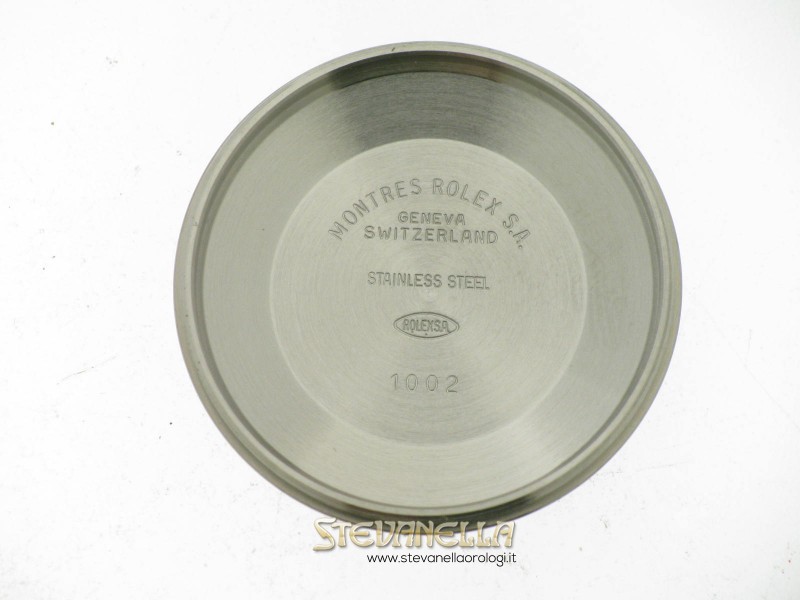 MONTRES ROLEX S.A.
GENEVA
SWITZERLAND
STAINLESS STEEL
ROLEX S.A.
1002
STEVANELLA
www.stevanellaorologi.it